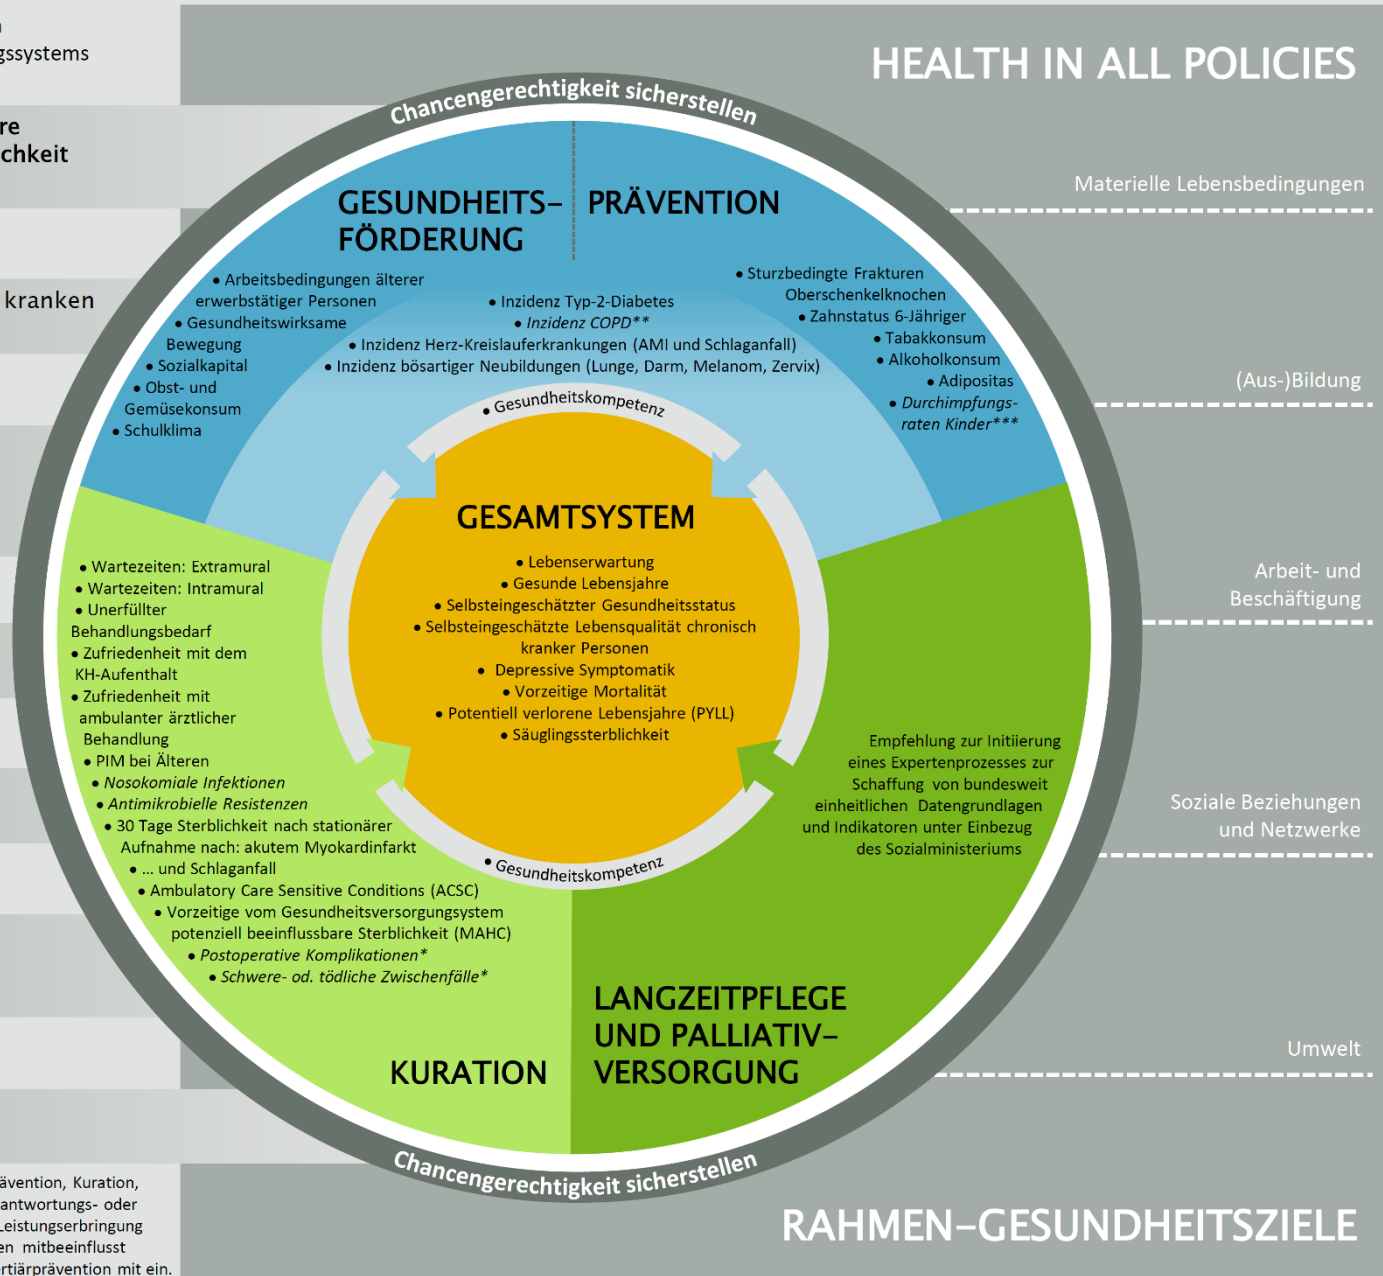 gssystems
re
chkeit
kranken
HEALTH IN ALL POLICIES
Chancengerechtigkeit sicherstellen
GESUNDHEITS-
FÖRDERUNG
PRÄVENTION
• Arbeitsbedingungen älterer
erwerbstätiger Personen
• Gesundheitswirksame
Bewegung
• Sozialkapital
• Obst- und
Gemüsekonsum
• Schulklima
• Inzidenz Typ-2-Diabetes
• Inzidenz COPD**
• Inzidenz Herz-Kreislauferkrankungen (AMI und Schlaganfall)
• Inzidenz bösartiger Neubildungen (Lunge, Darm, Melanom, Zervix)
• Sturzbedingte Frakturen
Oberschenkelknochen
• Zahnstatus 6-Jähriger
• Tabakkonsum
• Alkoholkonsum
• Adipositas
• Durchimpfungs-
raten Kinder***
• Gesundheitskompetenz
GESAMTSYSTEM
• Lebenserwartung
• Gesunde Lebensjahre
• Selbsteingeschätzter Gesundheitsstatus
• Selbsteingeschätzte Lebensqualität chronisch
kranker Personen
• Depressive Symptomatik
• Vorzeitige Mortalität
• Potentiell verlorene Lebensjahre (PYLL)
• Säuglingssterblichkeit
• Gesundheitskompetenz
• Wartezeiten: Extramural
• Wartezeiten: Intramural
• Unerfüllter
Behandlungsbedarf
• Zufriedenheit mit dem
KH-Aufenthalt
• Zufriedenheit mit
ambulanter ärztlicher
Behandlung
• PIM bei Älteren
• Nosokomiale Infektionen
• Antimikrobielle Resistenzen
• 30 Tage Sterblichkeit nach stationärer
Aufnahme nach: akutem Myokardinfarkt
• ... und Schlaganfall
• Ambulatory Care Sensitive Conditions (ACSC)
• Vorzeitige vom Gesundheitsversorgungsystem
potenziell beeinflussbare Sterblichkeit (MAHC)
• Postoperative Komplikationen*
• Schwere- od. tödliche Zwischenfälle*
KURATION
Empfehlung zur Initiierung
eines Expertenprozesses zur
Schaffung von bundesweit
einheitlichen Datengrundlagen
und Indikatoren unter Einbezug
des Sozialministeriums
LANGZEITPFLEGE
UND PALLIATIV-
VERSORGUNG
Chancengerechtigkeit sicherstellen
Materielle Lebensbedingungen
(Aus-)Bildung
Arbeit- und
Beschäftigung
Soziale Beziehungen
und Netzwerke
Umwelt
RAHMEN-GESUNDHEITSZIELE
ävention, Kuration,
antwortungs- oder
Leistungserbringung
en mitbeeinflusst
ertiärprävention mit ein.